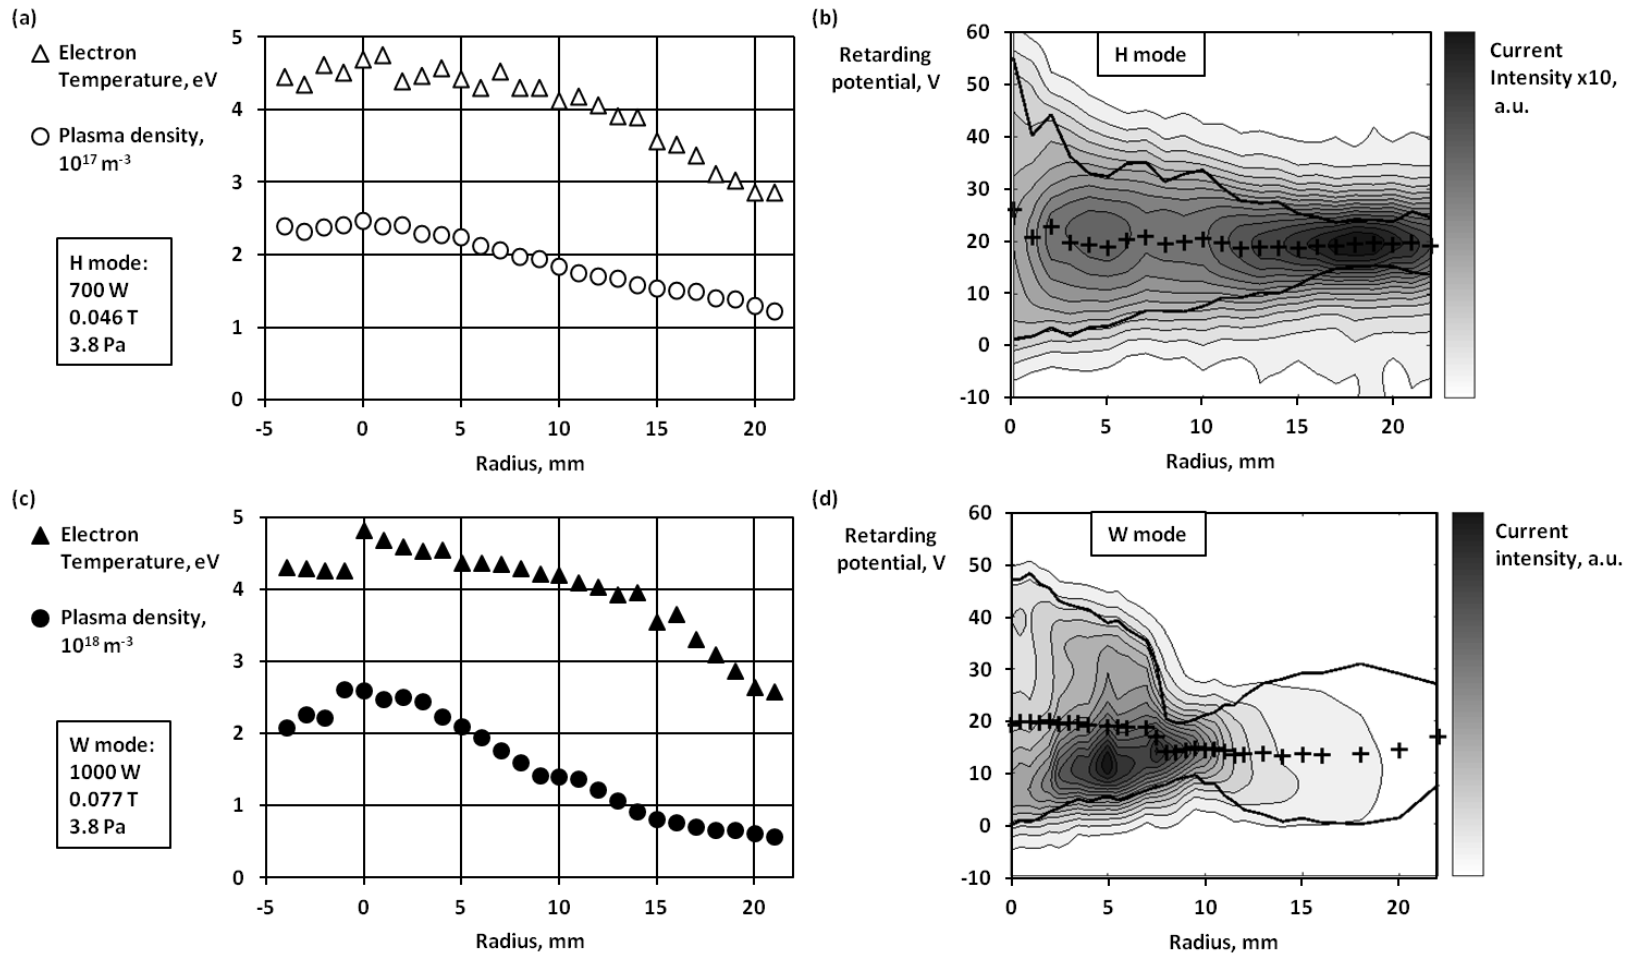 (a)
Electron
Temperature, eV
Plasma density,
10¹⁷ m⁻³
H mode:
700 W
0.046 T
3.8 Pa
5
4
3
2
1
0
-5 0 5 10 15 20
Radius, mm
(b)
Retarding
potential, V
H mode
60
50
40
30
20
10
0
-10
0 5 10 15 20
Radius, mm
Current
Intensity x10,
a.u.
(c)
Electron
Temperature, eV
Plasma density,
10¹⁸ m⁻³
W mode:
1000 W
0.077 T
3.8 Pa
5
4
3
2
1
0
-5 0 5 10 15 20
Radius, mm
(d)
Retarding
potential, V
W mode
60
50
40
30
20
10
0
-10
0 5 10 15 20
Radius, mm
Current
intensity, a.u.